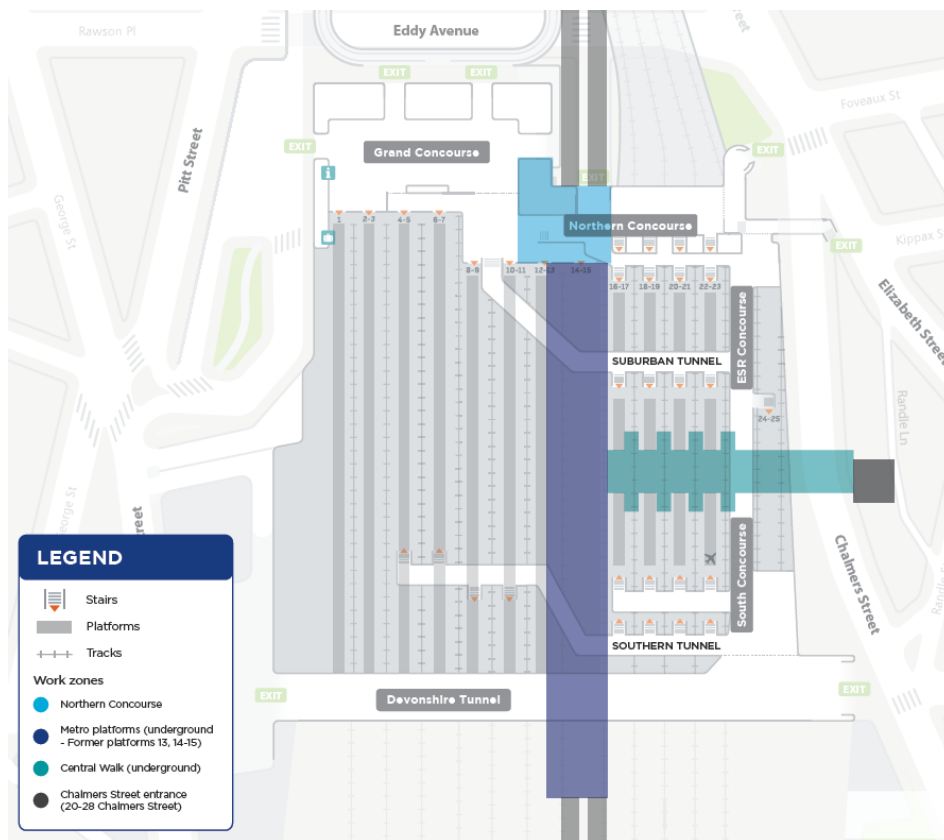 Rawson Pl
Eddy Avenue
Street
EXIT
EXIT
Foveaux St
Pitt Street
EXIT
Grand Concourse
EXIT
i
EXIT
George St
1
2-3
4-5
6-7
Northern Concourse
Kippax S
EXIT
8-9
10-11
12-13
14-15
16-17
18-19
20-21
22-23
Elizabeth Street
ESR Concourse
SUBURBAN TUNNEL
24-25
Randle Ln
George St
Street
Chalmers Street
South Concourse
SOUTHERN TUNNEL
EXIT
Devonshire Tunnel
EXIT
LEGEND
Stairs
Platforms
Tracks
Work zones
Northern Concourse
Metro platforms (underground
- Former platforms 13, 14-15)
Central Walk (underground)
Chalmers Street entrance
(20-28 Chalmers Street)